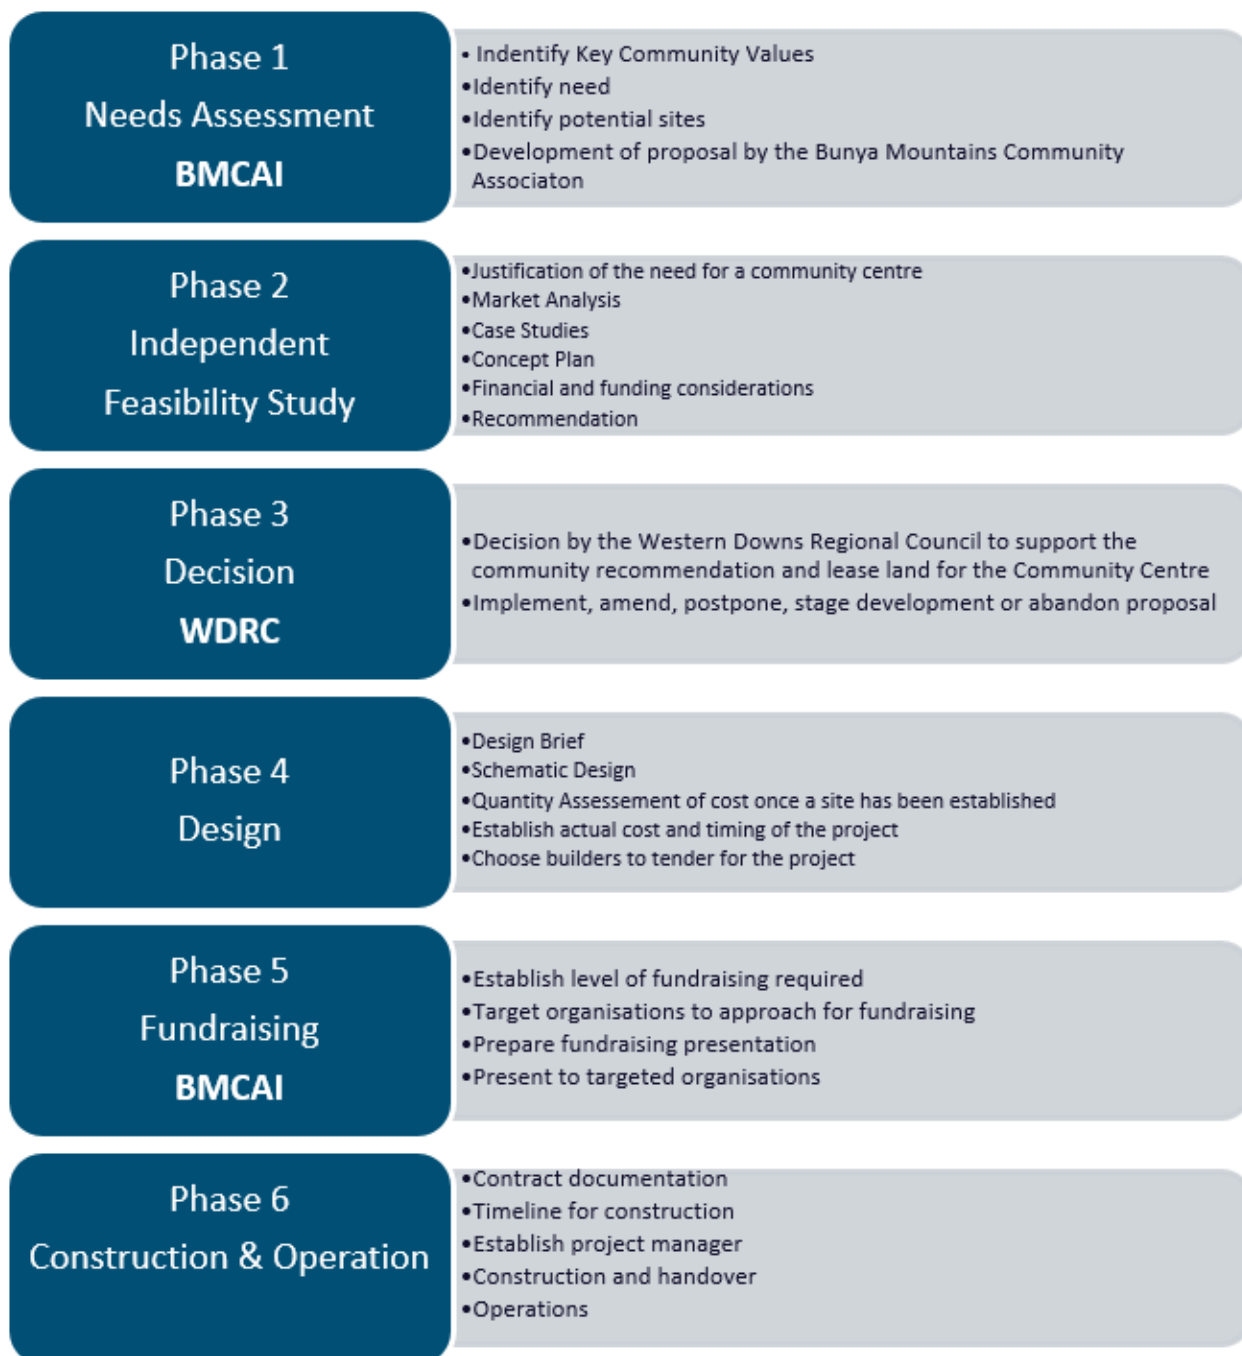 Phase 1
Needs Assessment
BMCAI
• Indentify Key Community Values
•Identify need
•Identify potential sites
•Development of proposal by the Bunya Mountains Community
Associaton
Phase 2
Independent
Feasibility Study
•Justification of the need for a community centre
•Market Analysis
•Case Studies
•Concept Plan
•Financial and funding considerations
•Recommendation
Phase 3
Decision
WDRC
•Decision by the Western Downs Regional Council to support the
community recommendation and lease land for the Community Centre
•Implement, amend, postpone, stage development or abandon proposal
Phase 4
Design
•Design Brief
•Schematic Design
•Quantity Assessement of cost once a site has been established
•Establish actual cost and timing of the project
•Choose builders to tender for the project
Phase 5
Fundraising
BMCAI
•Establish level of fundraising required
•Target organisations to approach for fundraising
•Prepare fundraising presentation
•Present to targeted organisations
Phase 6
Construction & Operation
•Contract documentation
•Timeline for construction
•Establish project manager
•Construction and handover
•Operations